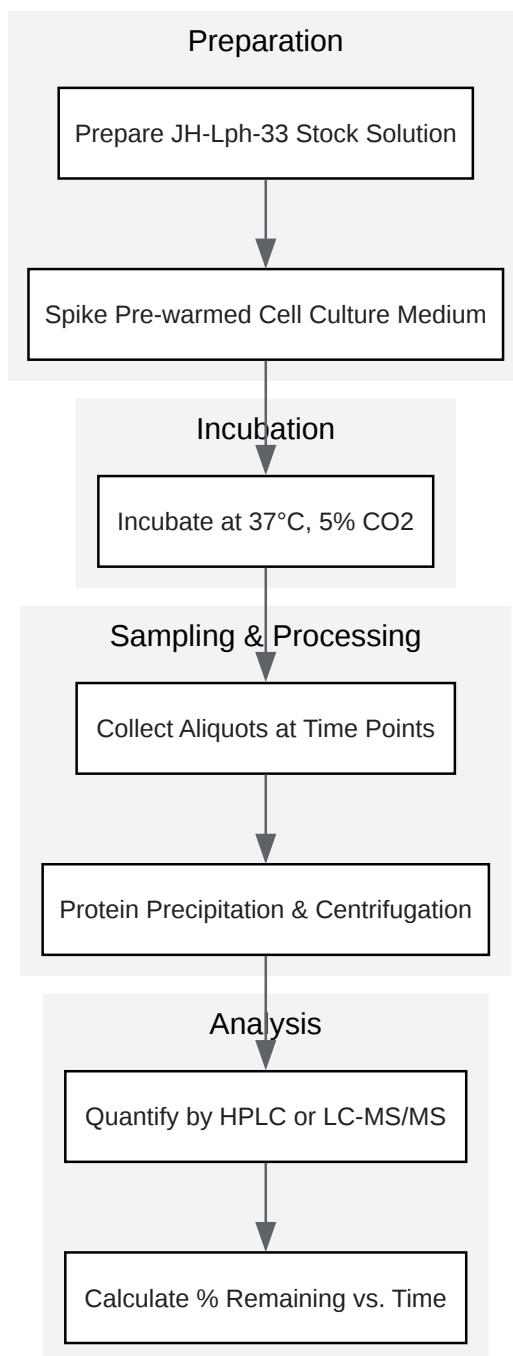 Preparation
Prepare JH-Lph-33 Stock Solution
Spike Pre-warmed Cell Culture Medium
Incubation
Incubate at 37°C, 5% CO2
Sampling & Processing
Collect Aliquots at Time Points
Protein Precipitation & Centrifugation
Analysis
Quantify by HPLC or LC-MS/MS
Calculate % Remaining vs. Time